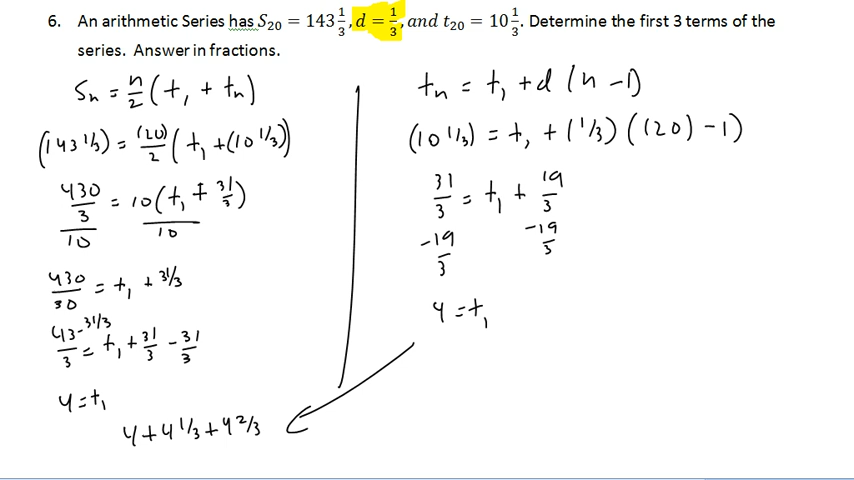 6. An arithmetic Series has S₂₀ = 143 1/3, d = 1/3, and t₂₀ = 10 1/3. Determine the first 3 terms of the
series. Answer in fractions.
Sn = n/2 (t₁ + tn)
(143 1/3) = (20)/2 (t₁ + (10 1/3))
430/3 / 10 = 10(t₁ + 31/3) / 10
430/30 = t₁ + 31/3
43/3 - 31/3 = t₁ + 31/3 - 31/3
4 = t₁
4 + 4 1/3 + 4 2/3
tn = t₁ + d (n - 1)
(10 1/3) = t₁ + (1/3) ((20) - 1)
31/3 = t₁ + 19/3
-19/3 -19/3
4 = t₁